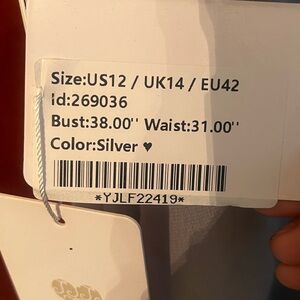 Size:US12 / UK14 / EU42
Id:269036
Bust:38.00'' Waist:31.00''
Color:Silver ♥
*YJLF22419*